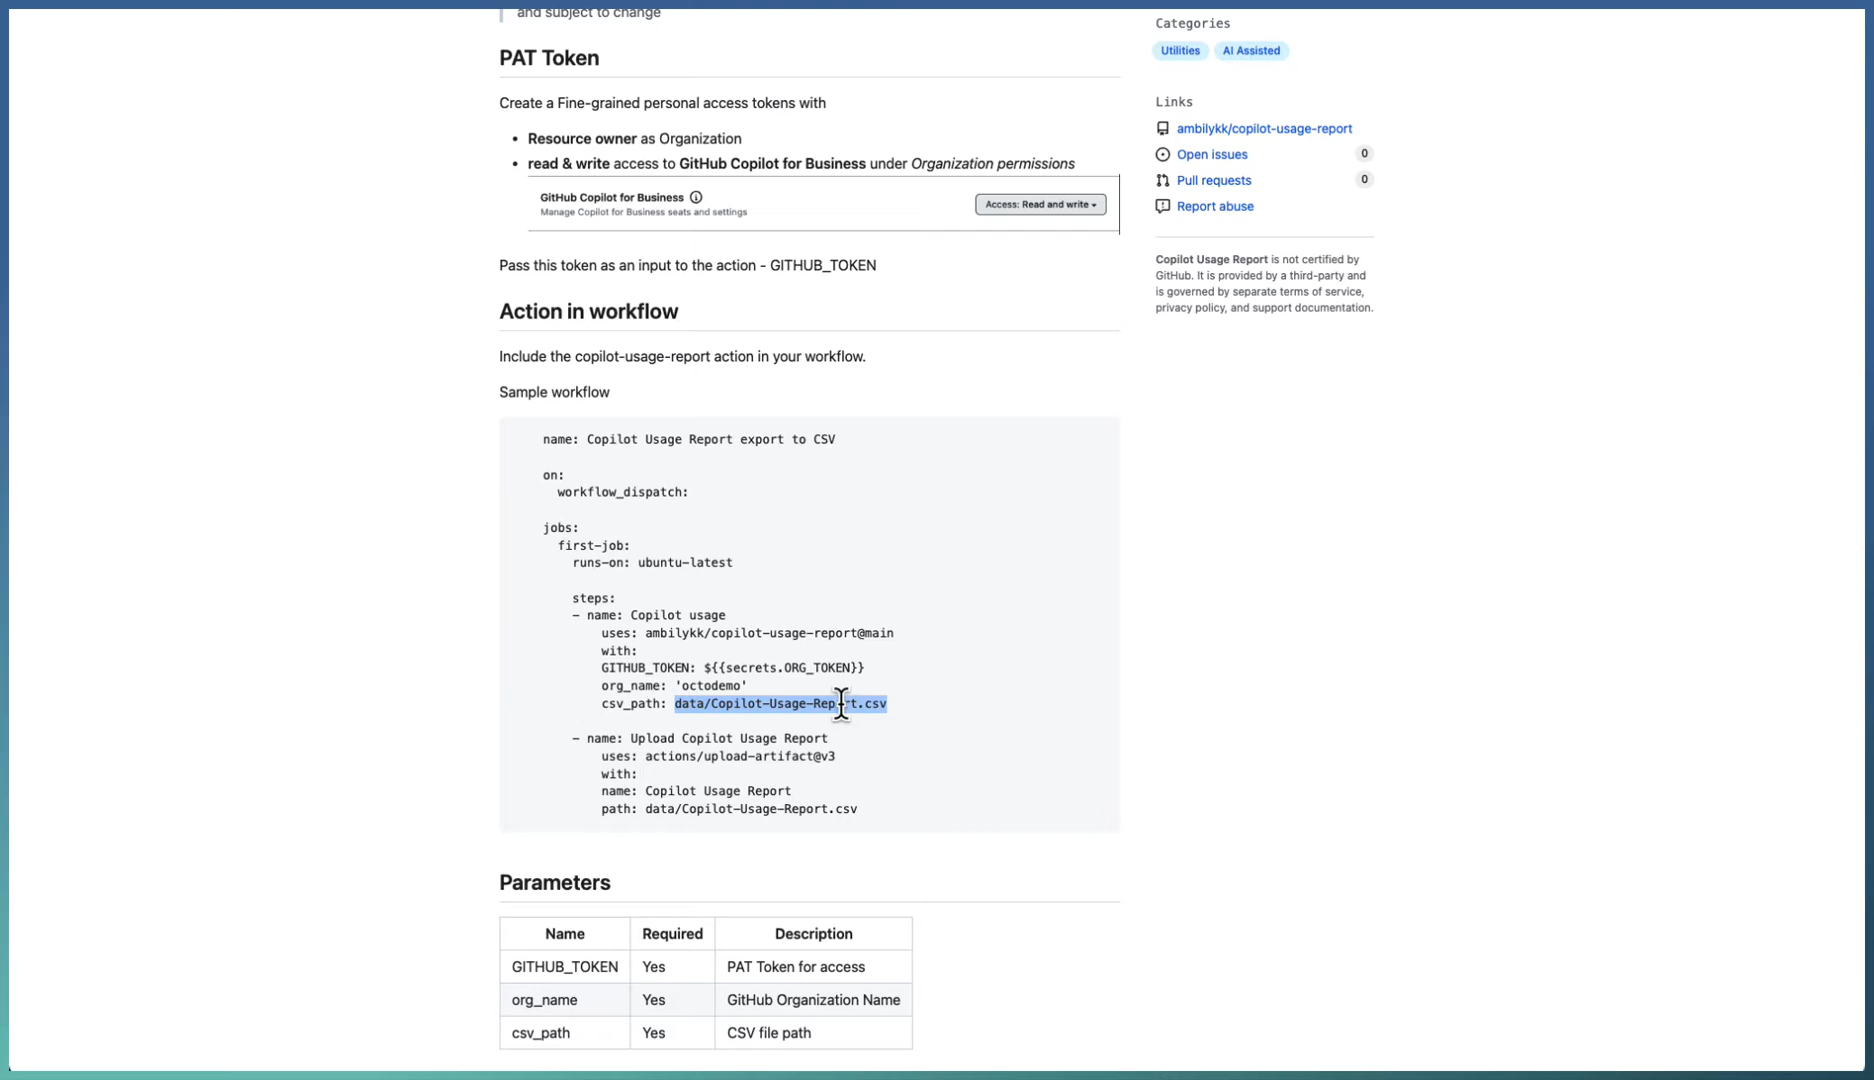 and subject to change
PAT Token
Create a Fine-grained personal access tokens with
• Resource owner as Organization
• read & write access to GitHub Copilot for Business under Organization permissions
GitHub Copilot for Business
Access: Read and write
Manage Copilot for Business seats and settings
Pass this token as an input to the action - GITHUB_TOKEN
Action in workflow
Include the copilot-usage-report action in your workflow.
Sample workflow
name: Copilot Usage Report export to CSV
on:
workflow_dispatch:
jobs:
first-job:
runs-on: ubuntu-latest
steps:
- name: Copilot usage
uses: ambilykk/copilot-usage-report@main
with:
GITHUB_TOKEN: ${{secrets.ORG_TOKEN}}
org_name: 'octodemo'
csv_path: data/Copilot-Usage-Report.csv
- name: Upload Copilot Usage Report
uses: actions/upload-artifact@v3
with:
name: Copilot Usage Report
path: data/Copilot-Usage-Report.csv
Parameters
Name Required Description
GITHUB_TOKEN Yes PAT Token for access
org_name Yes GitHub Organization Name
csv_path Yes CSV file path
Categories
Utilities AI Assisted
Links
ambilykk/copilot-usage-report
Open issues 0
Pull requests 0
Report abuse
Copilot Usage Report is not certified by
GitHub. It is provided by a third-party and
is governed by separate terms of service,
privacy policy, and support documentation.